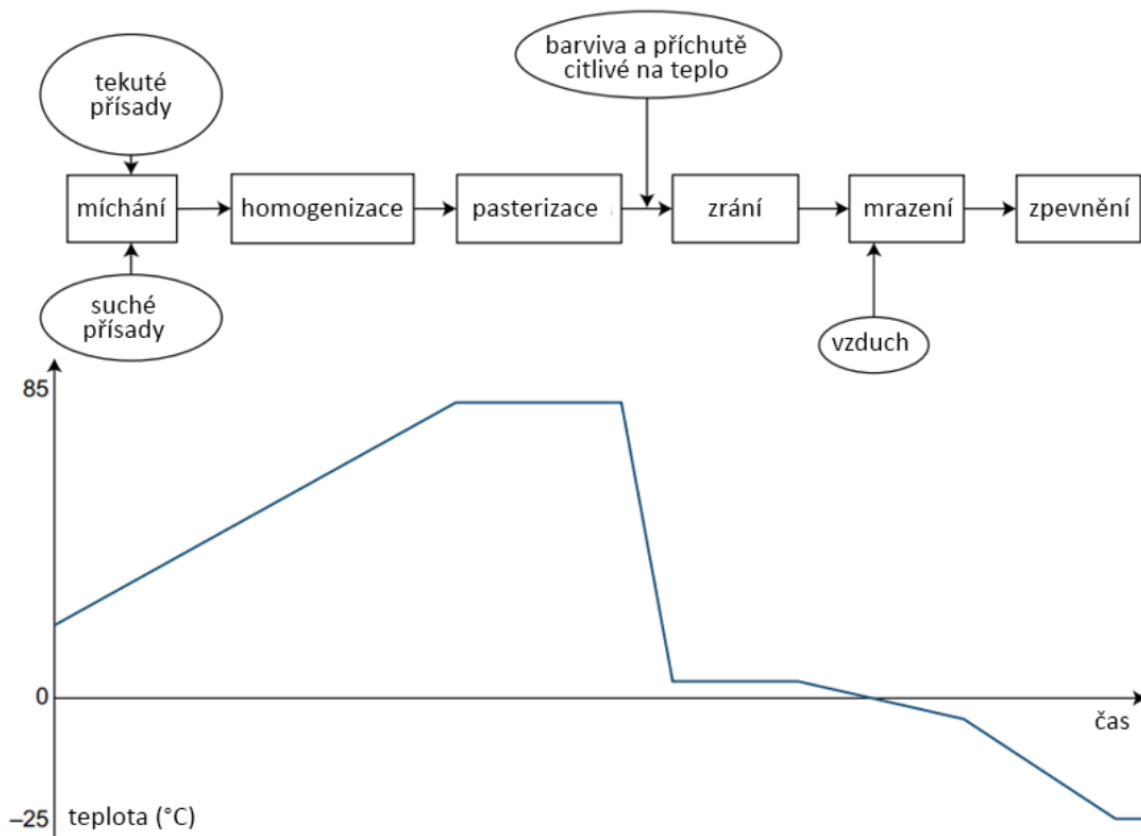 tekuté
přísady
barviva a příchutě
citlivé na teplo
míchání
homogenizace
pasterizace
zrání
mrazení
zpevnění
suché
přísady
vzduch
85
0
čas
–25
teplota (°C)